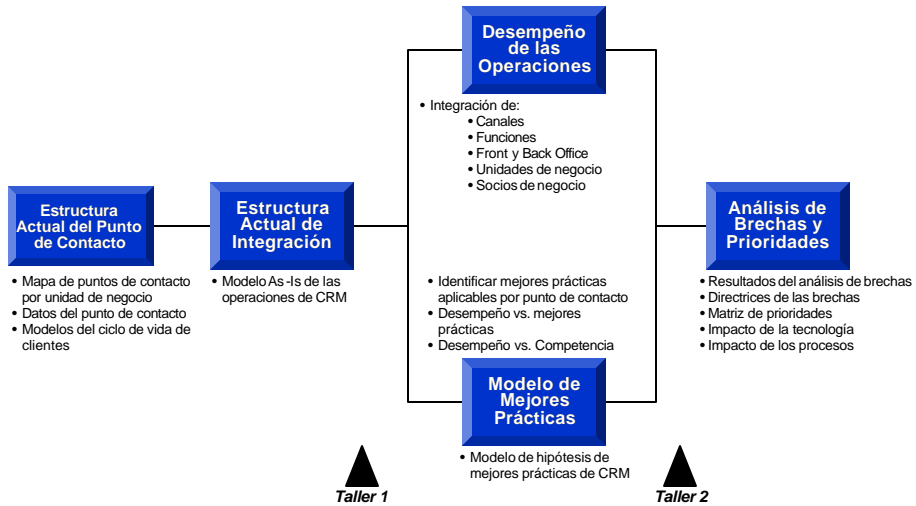 Desempeño
de las
Operaciones
• Integración de:
• Canales
• Funciones
• Front y Back Office
• Unidades de negocio
• Socios de negocio
Estructura
Actual del Punto
de Contacto
• Mapa de puntos de contacto
por unidad de negocio
• Datos del punto de contacto
• Modelos del ciclo de vida de
clientes
Estructura
Actual de
Integración
• Modelo As -Is de las
operaciones de CRM
• Identificar mejores prácticas
aplicables por punto de contacto
• Desempeño vs. mejores
prácticas
• Desempeño vs. Competencia
Modelo de
Mejores
Prácticas
• Modelo de hipótesis de
mejores prácticas de CRM
Análisis de
Brechas y
Prioridades
• Resultados del análisis de brechas
• Directrices de las brechas
• Matriz de prioridades
• Impacto de la tecnología
• Impacto de los procesos
Taller 1
Taller 2